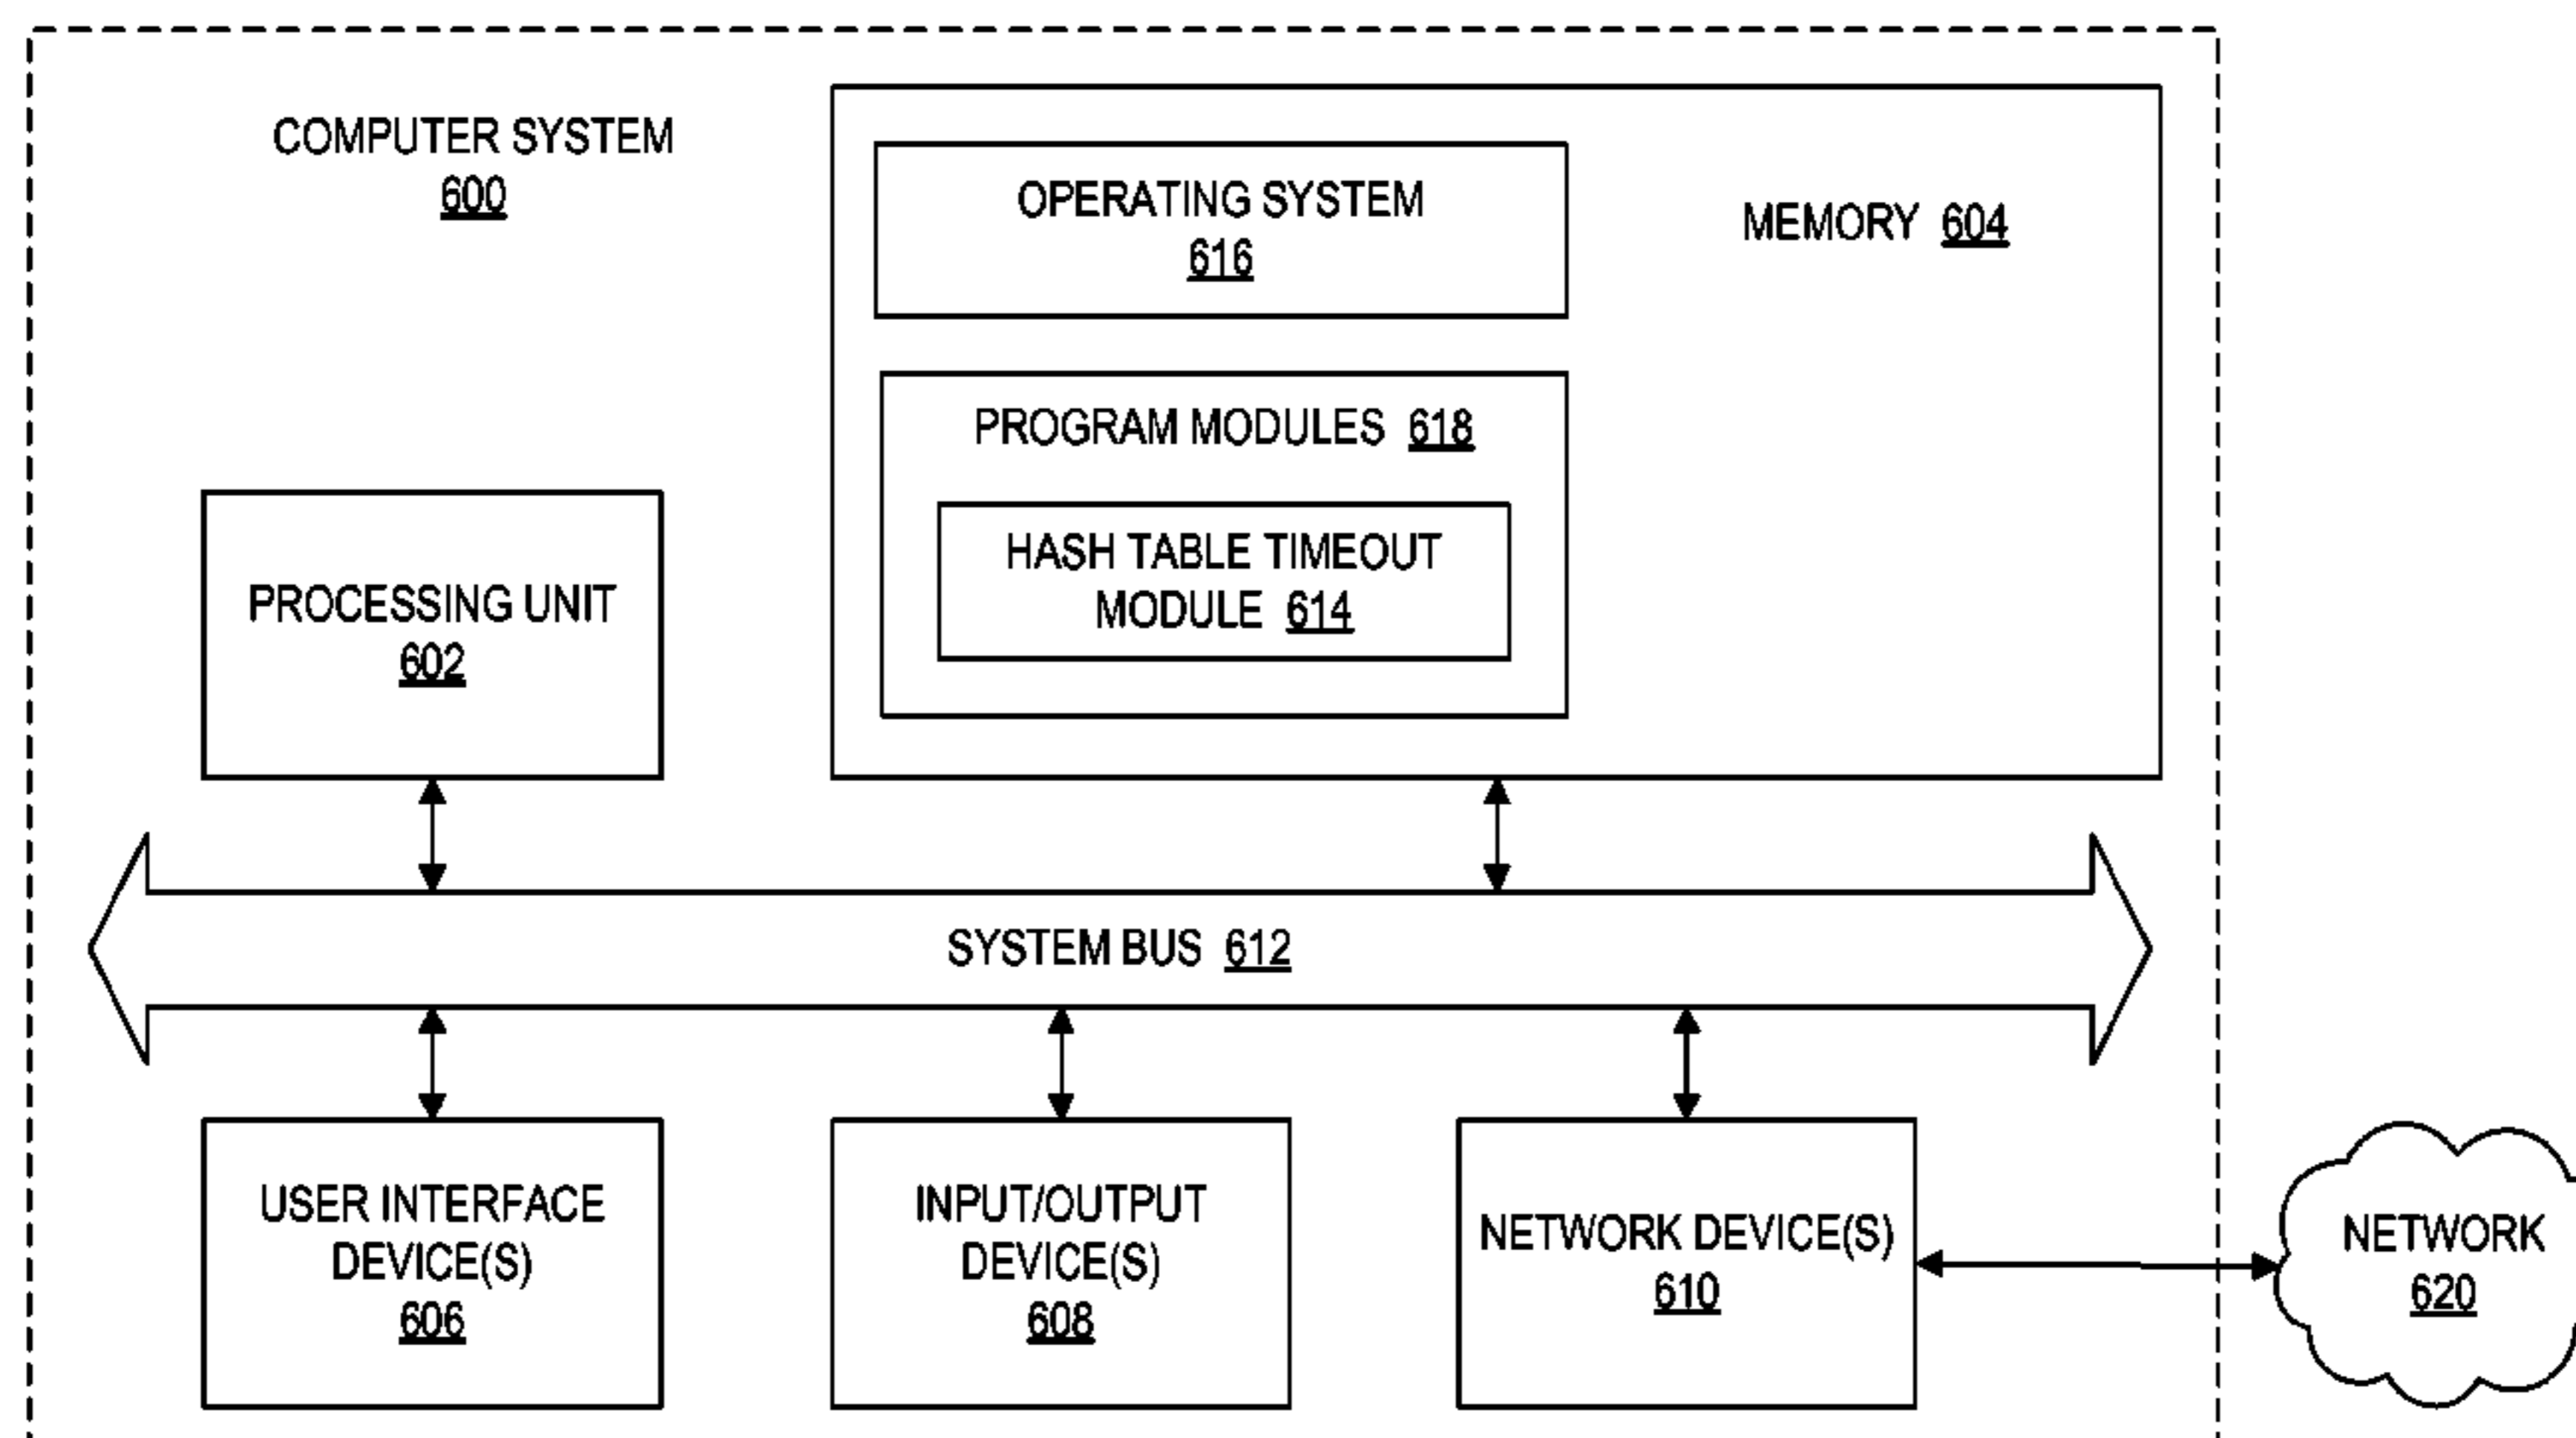 COMPUTER SYSTEM
600
OPERATING SYSTEM
616
MEMORY 604
PROGRAM MODULES 618
HASH TABLE TIMEOUT
MODULE 614
PROCESSING UNIT
602
SYSTEM BUS 612
USER INTERFACE
DEVICE(S)
606
INPUT/OUTPUT
DEVICE(S)
608
NETWORK DEVICE(S)
610
NETWORK
620